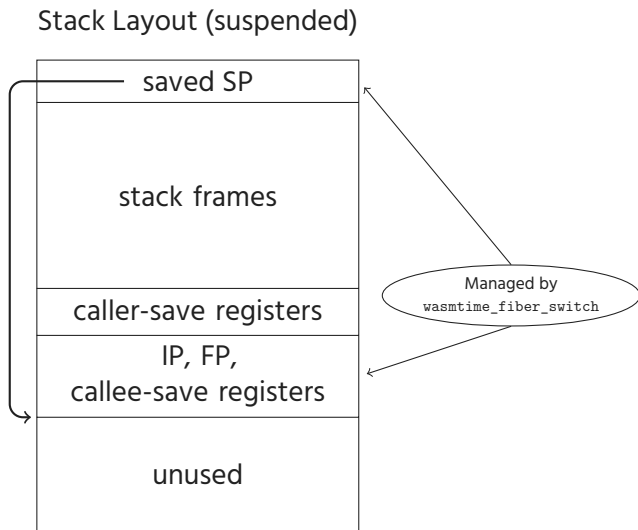 Stack Layout (suspended)
saved SP
stack frames
Managed by
wasmtime_fiber_switch
caller-save registers
IP, FP,
callee-save registers
unused